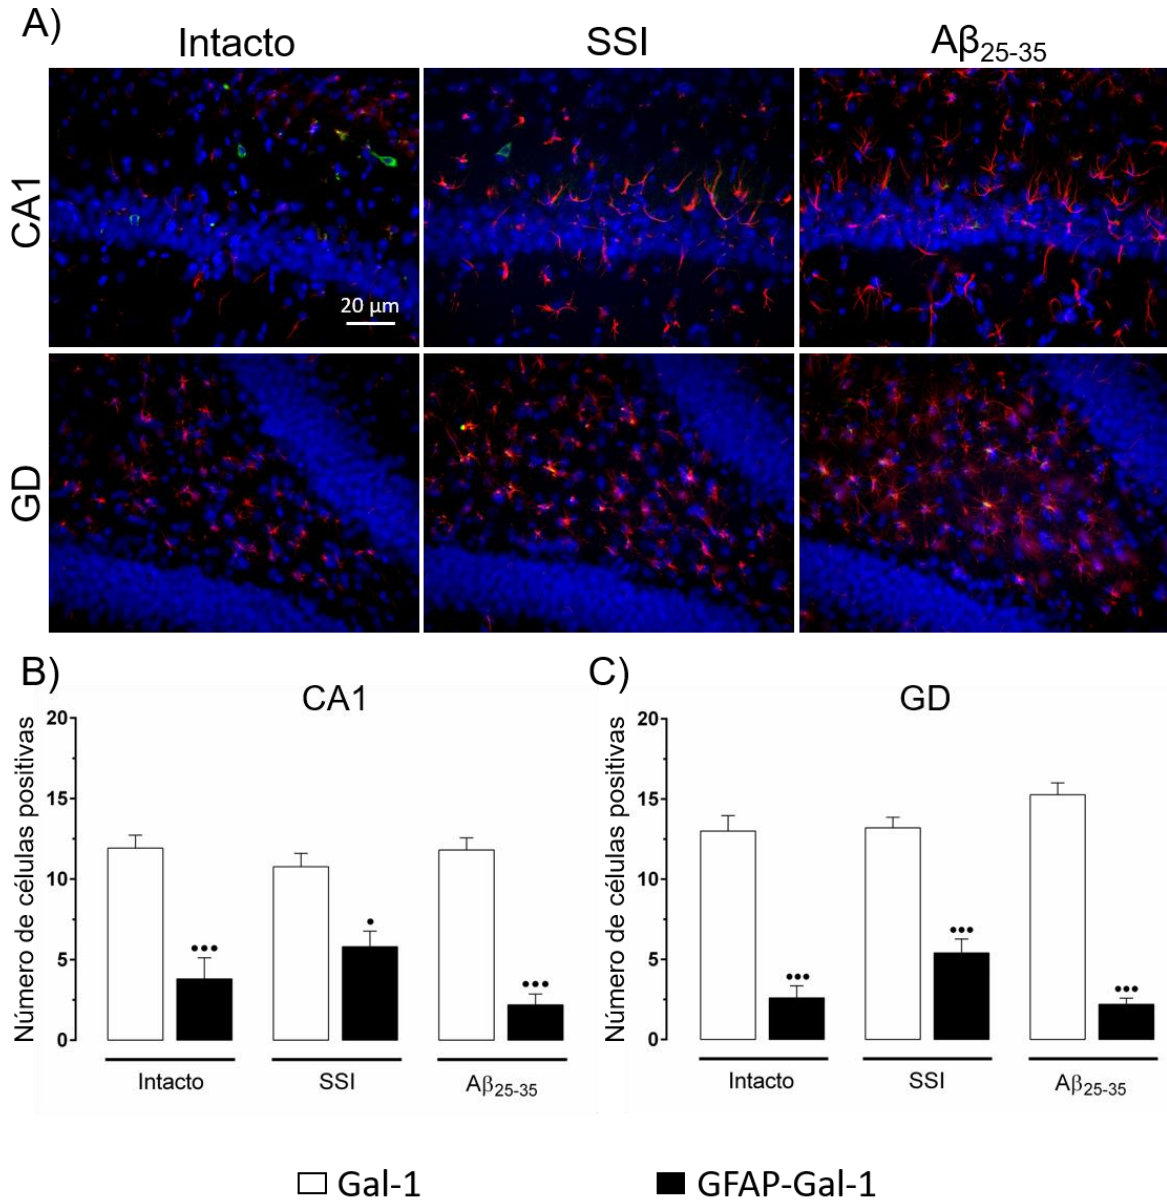 A)
Intacto SSI Aβ25-35
CA1
20 µm
GD
B) C)
CA1 GD
Número de células positivas
20
15
10
5
0
Intacto SSI Aβ25-35
Número de células positivas
20
15
10
5
0
Intacto SSI Aβ25-35
Gal-1 GFAP-Gal-1